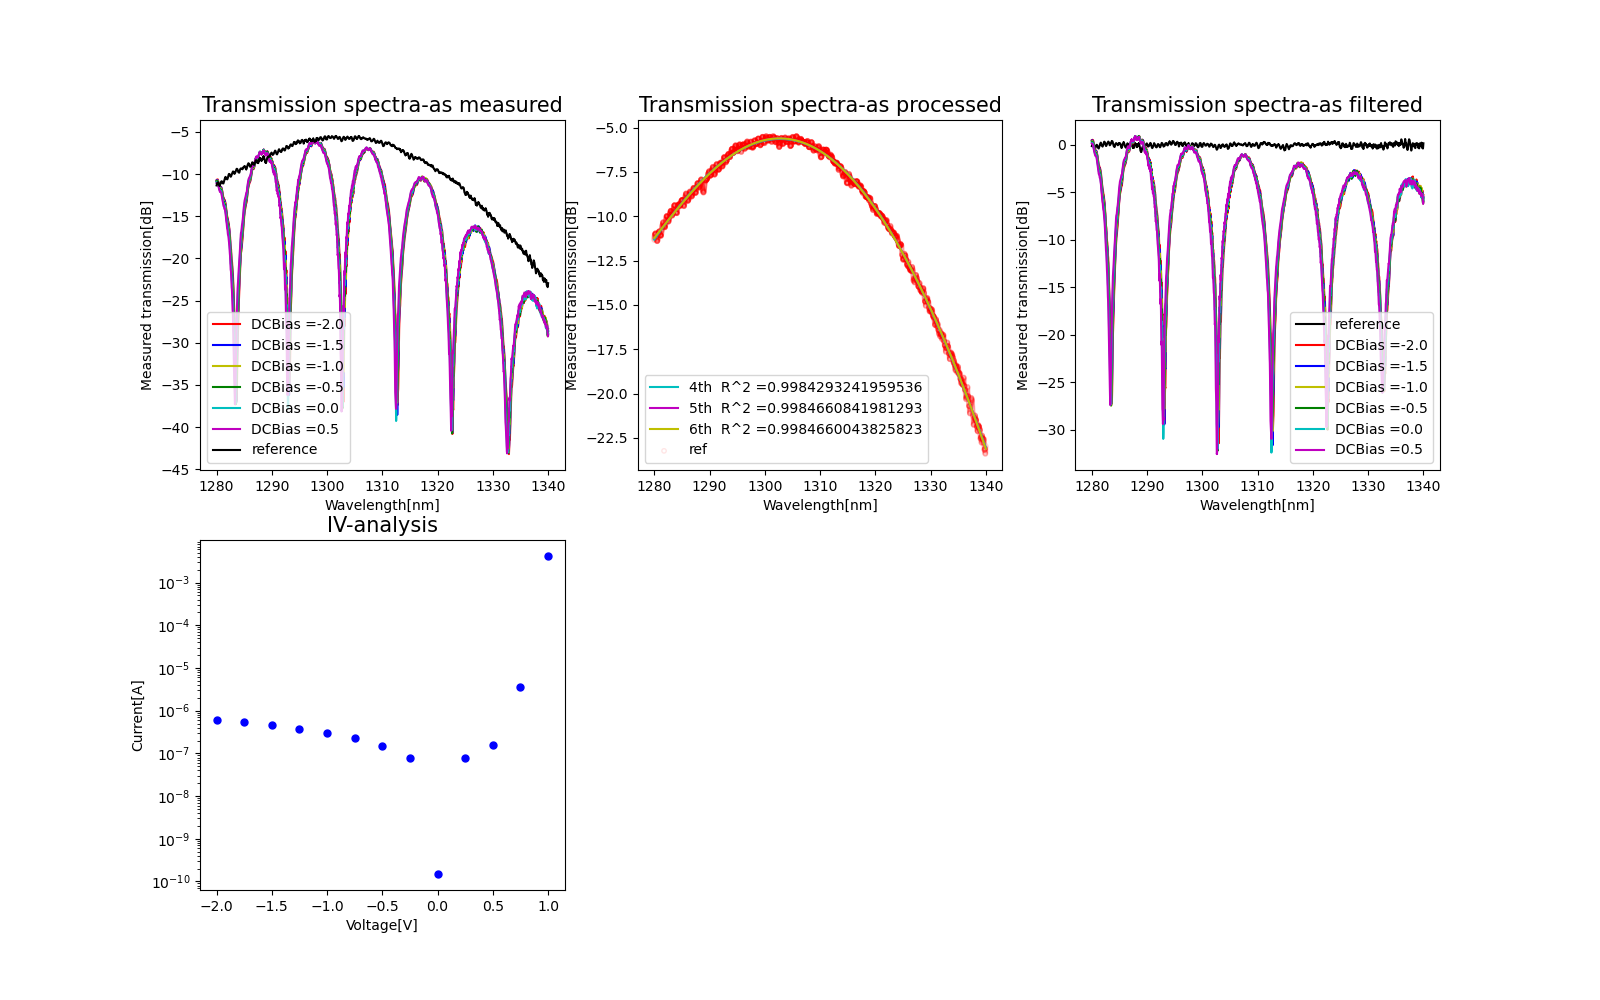 Transmission spectra-as measured
Measured transmission[dB]
−5
−10
−15
−20
−25
−30
−35
−40
−45
DCBias =-2.0
DCBias =-1.5
DCBias =-1.0
DCBias =-0.5
DCBias =0.0
DCBias =0.5
reference
1280 1290 1300 1310 1320 1330 1340
Wavelength[nm]
Transmission spectra-as processed
Measured transmission[dB]
−5.0
−7.5
−10.0
−12.5
−15.0
−17.5
−20.0
−22.5
4th R^2 =0.9984293241959536
5th R^2 =0.9984660841981293
6th R^2 =0.9984660043825823
ref
1280 1290 1300 1310 1320 1330 1340
Wavelength[nm]
Transmission spectra-as filtered
Measured transmission[dB]
0
−5
−10
−15
−20
−25
−30
reference
DCBias =-2.0
DCBias =-1.5
DCBias =-1.0
DCBias =-0.5
DCBias =0.0
DCBias =0.5
1280 1290 1300 1310 1320 1330 1340
Wavelength[nm]
IV-analysis
Current[A]
10⁻³
10⁻⁴
10⁻⁵
10⁻⁶
10⁻⁷
10⁻⁸
10⁻⁹
10⁻¹⁰
−2.0 −1.5 −1.0 −0.5 0.0 0.5 1.0
Voltage[V]